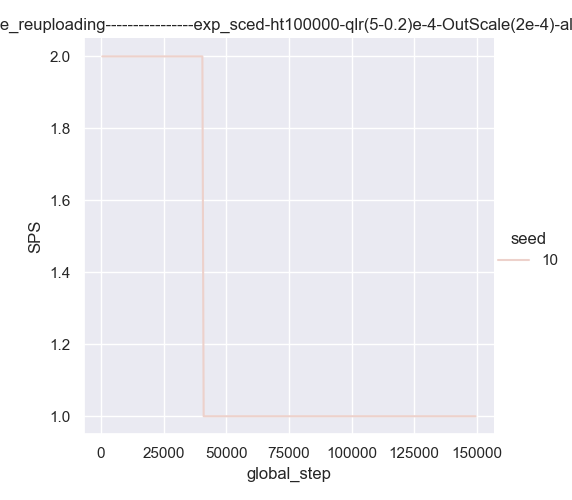 e_reuploading----------------exp_sced-ht100000-qlr(5-0.2)e-4-OutScale(2e-4)-al
2.0
1.8
1.6
1.4
1.2
1.0
SPS
seed
10
0 25000 50000 75000 100000 125000 150000
global_step